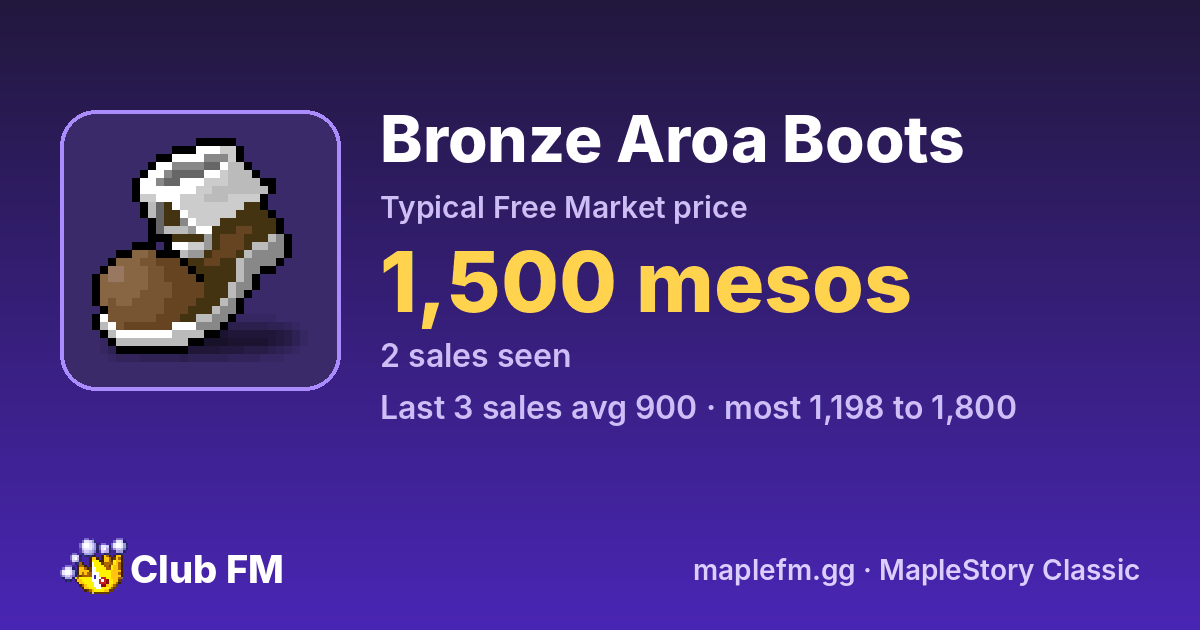 Bronze Aroa Boots
Typical Free Market price
1,500 mesos
2 sales seen
Last 3 sales avg 900 · most 1,198 to 1,800
Club FM
maplefm.gg · MapleStory Classic